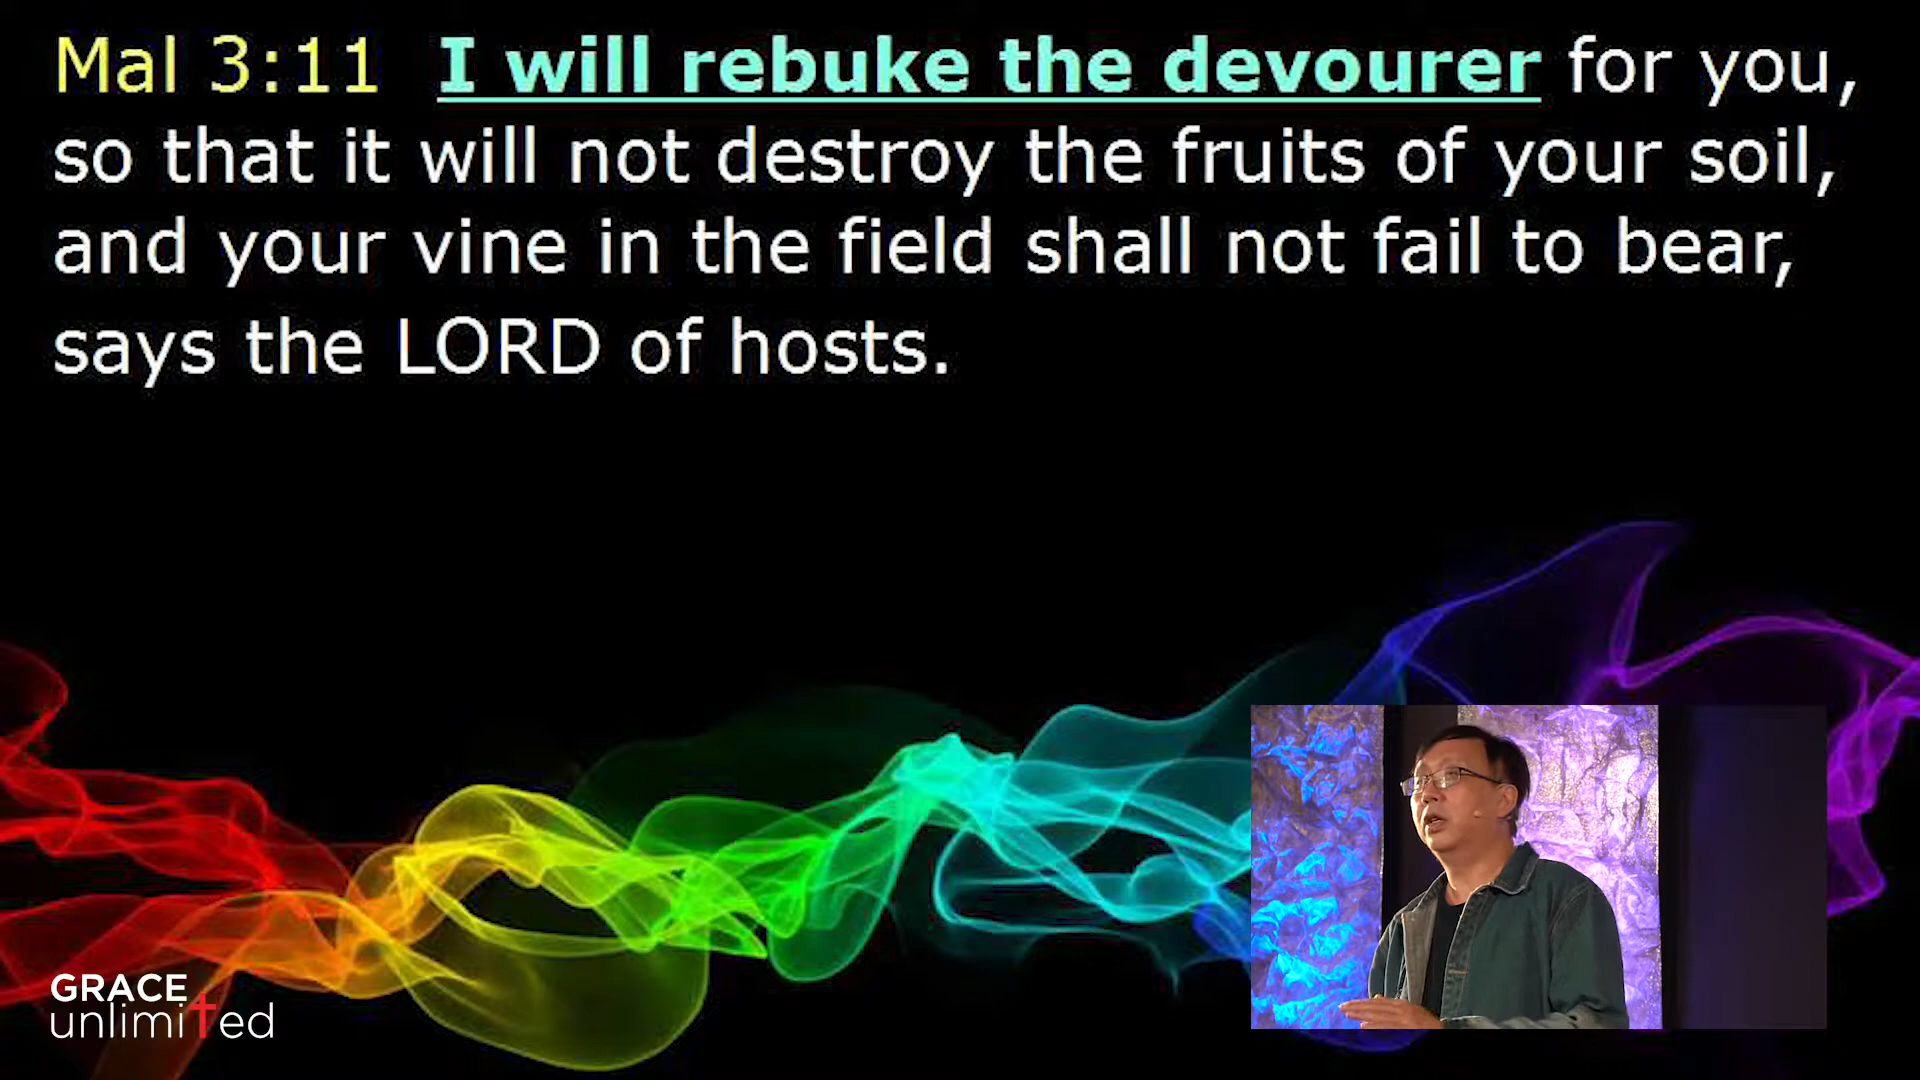 Mal 3:11 I will rebuke the devourer for you,
so that it will not destroy the fruits of your soil,
and your vine in the field shall not fail to bear,
says the LORD of hosts.
GRACE
unlimited